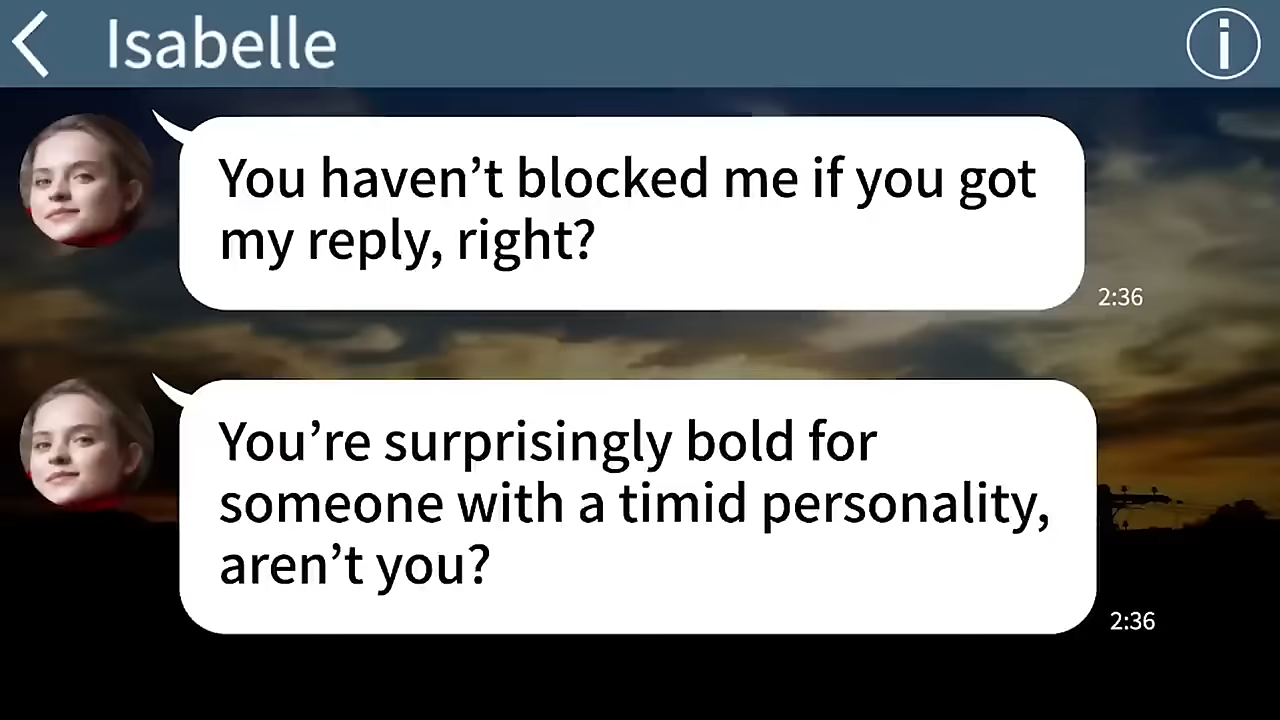 Isabelle
You haven’t blocked me if you got
my reply, right?
2:36
You’re surprisingly bold for
someone with a timid personality,
aren’t you?
2:36